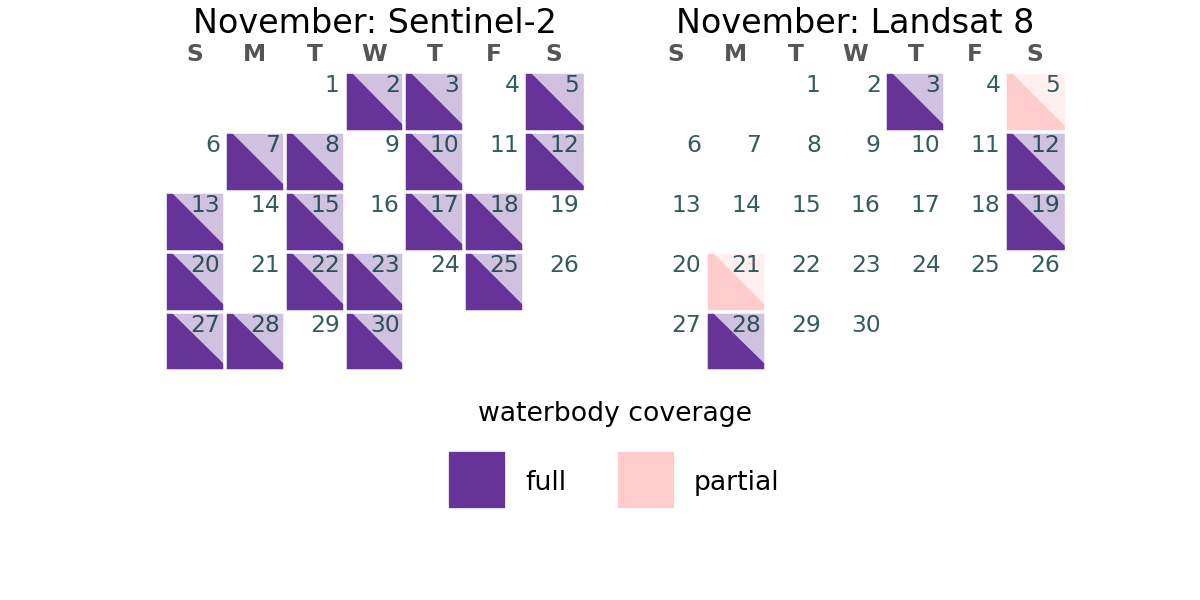 November: Sentinel-2
S M T W T F S
1 2 3 4 5
6 7 8 9 10 11 12
13 14 15 16 17 18 19
20 21 22 23 24 25 26
27 28 29 30
November: Landsat 8
S M T W T F S
1 2 3 4 5
6 7 8 9 10 11 12
13 14 15 16 17 18 19
20 21 22 23 24 25 26
27 28 29 30
waterbody coverage
full partial